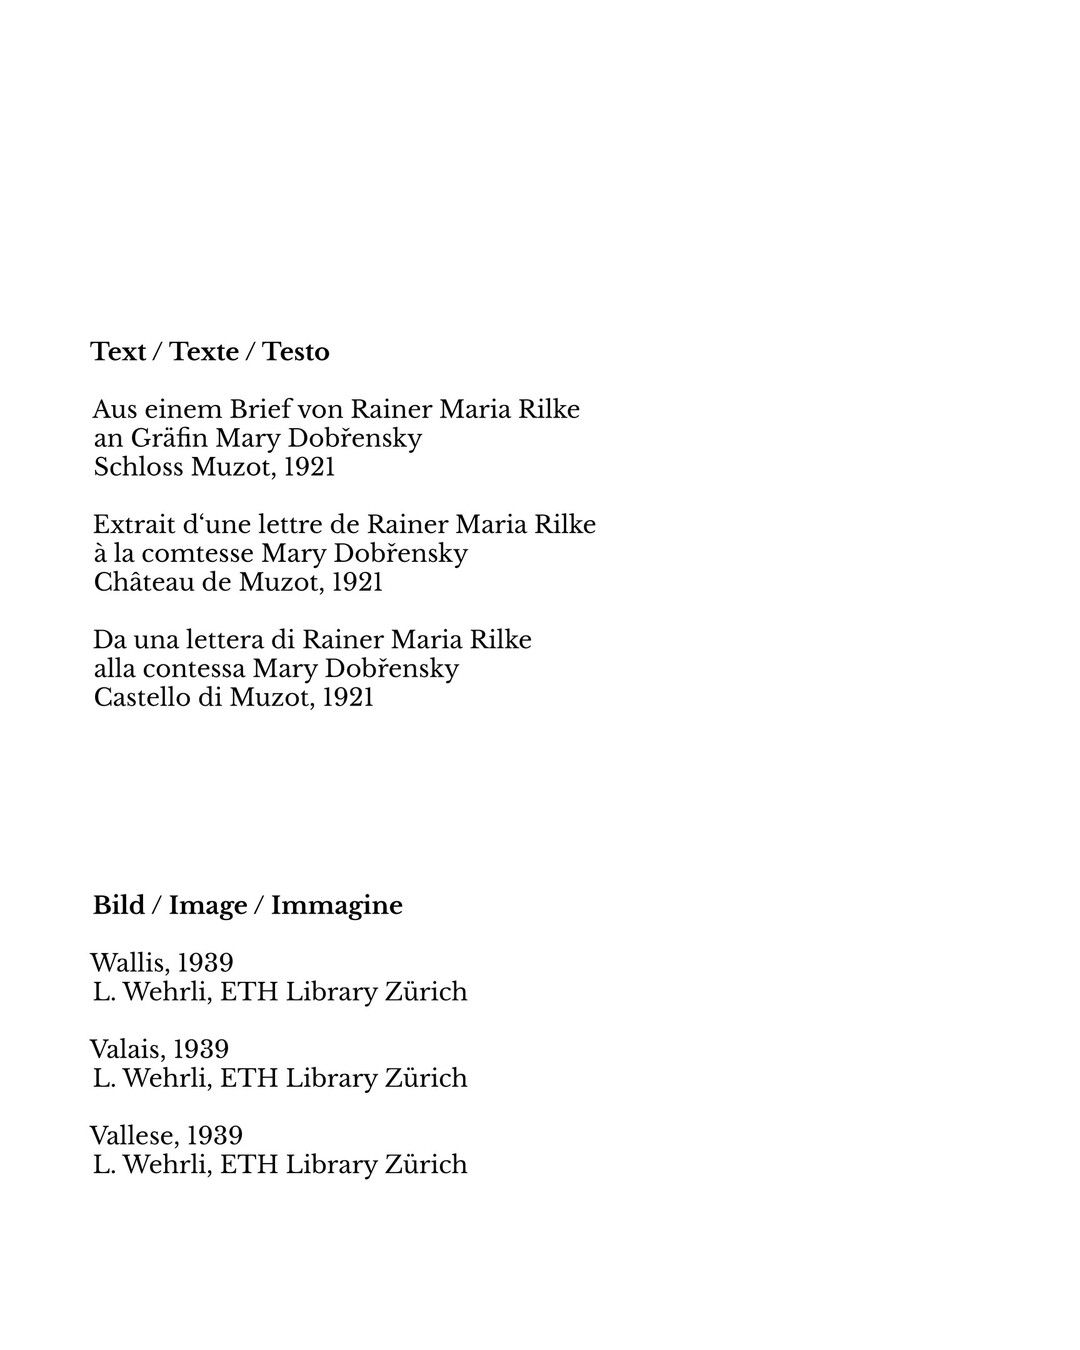 Text / Texte / Testo
Aus einem Brief von Rainer Maria Rilke
an Gräfin Mary Dobřensky
Schloss Muzot, 1921
Extrait d‘une lettre de Rainer Maria Rilke
à la comtesse Mary Dobřensky
Château de Muzot, 1921
Da una lettera di Rainer Maria Rilke
alla contessa Mary Dobřensky
Castello di Muzot, 1921
Bild / Image / Immagine
Wallis, 1939
L. Wehrli, ETH Library Zürich
Valais, 1939
L. Wehrli, ETH Library Zürich
Vallese, 1939
L. Wehrli, ETH Library Zürich